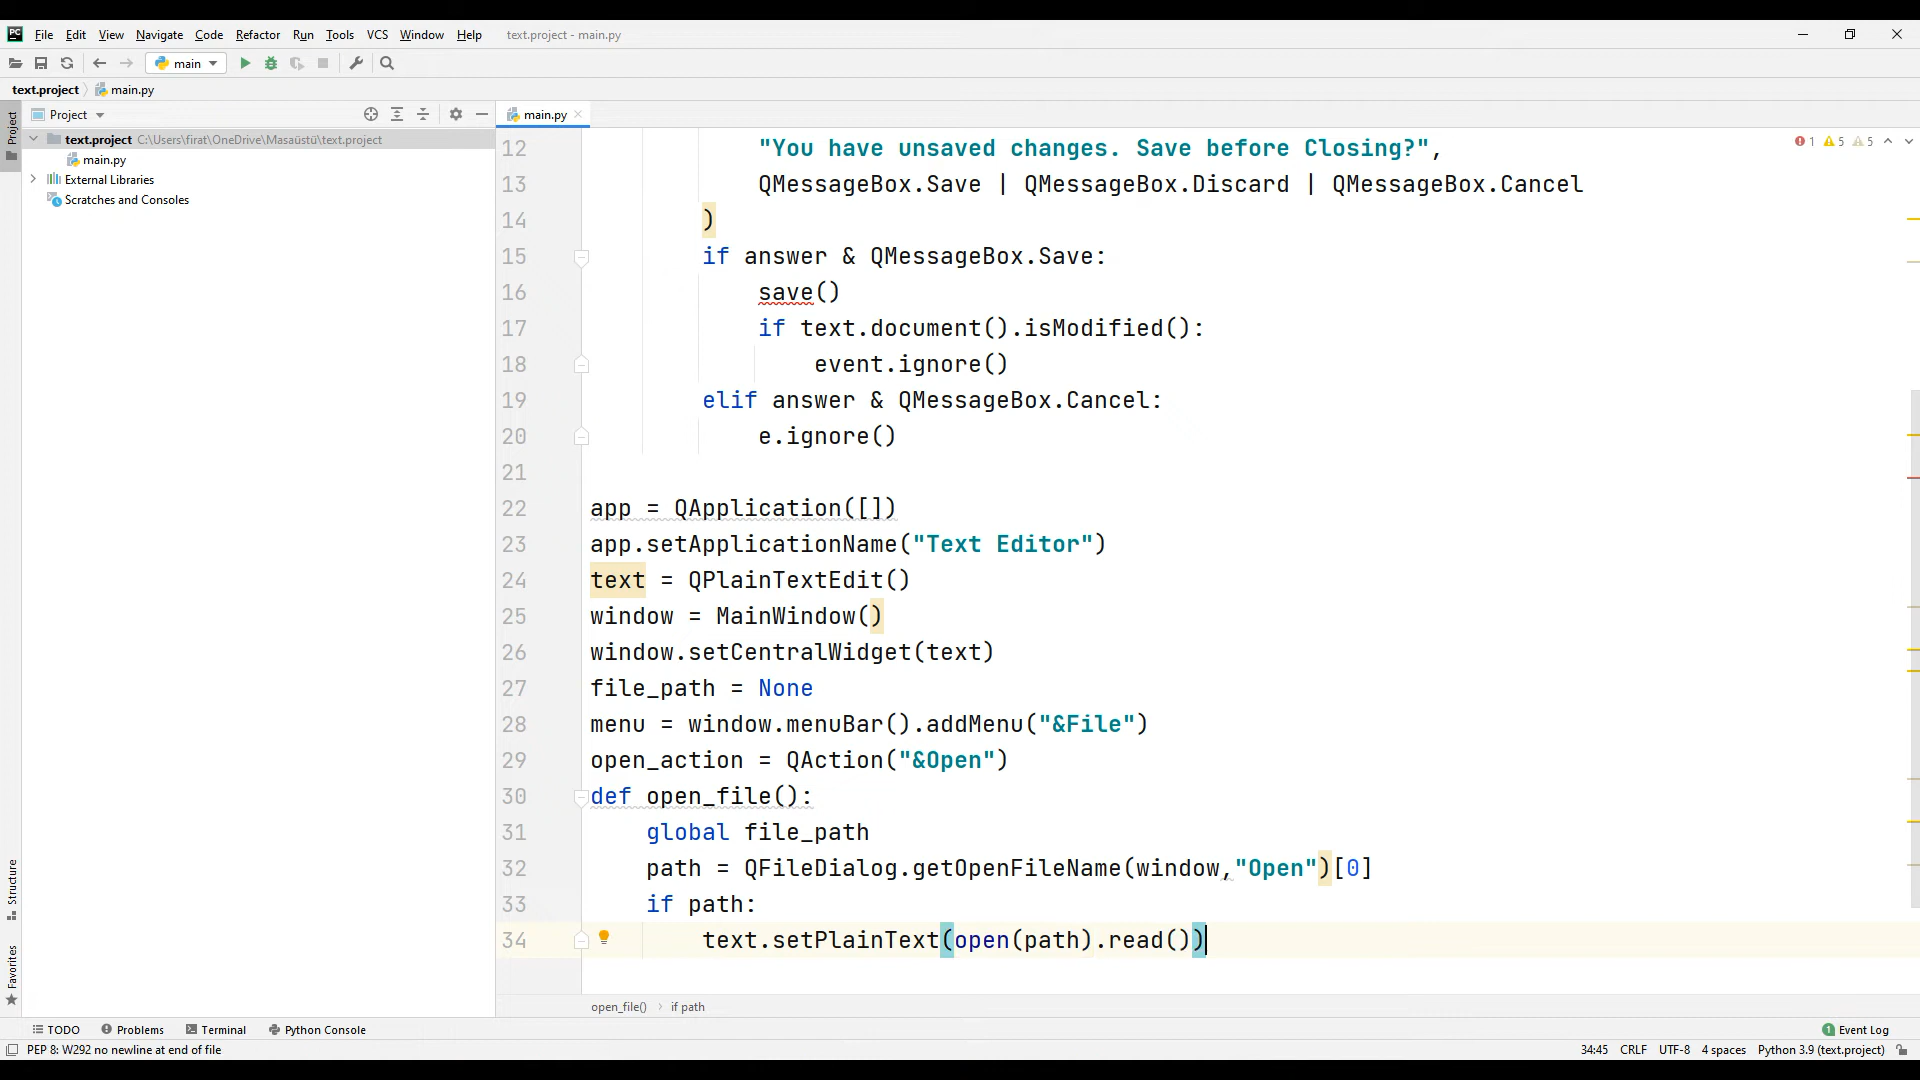 File Edit View Navigate Code Refactor Run Tools VCS Window Help text.project - main.py
main
text.project main.py
Project main.py
text.project C:\Users\firat\OneDrive\Masaüstü\text.project
main.py
External Libraries
Scratches and Consoles
Project
Structure
Favorites
1 5 5
12 "You have unsaved changes. Save before Closing?",
13 QMessageBox.Save | QMessageBox.Discard | QMessageBox.Cancel
14 )
15 if answer & QMessageBox.Save:
16 save()
17 if text.document().isModified():
18 event.ignore()
19 elif answer & QMessageBox.Cancel:
20 e.ignore()
21
22 app = QApplication([])
23 app.setApplicationName("Text Editor")
24 text = QPlainTextEdit()
25 window = MainWindow()
26 window.setCentralWidget(text)
27 file_path = None
28 menu = window.menuBar().addMenu("&File")
29 open_action = QAction("&Open")
30 def open_file():
31 global file_path
32 path = QFileDialog.getOpenFileName(window,"Open")[0]
33 if path:
34 text.setPlainText(open(path).read())
open_file() if path
TODO Problems Terminal Python Console 1 Event Log
PEP 8: W292 no newline at end of file 34:45 CRLF UTF-8 4 spaces Python 3.9 (text.project)